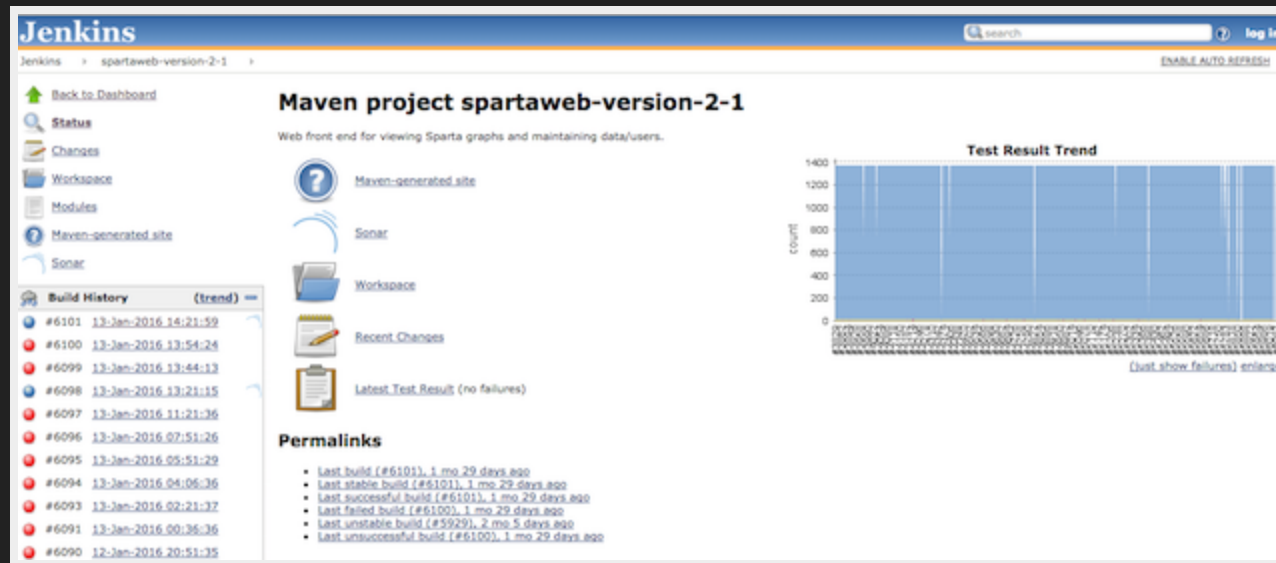 Jenkins
search
log in
Jenkins › spartaweb-version-2-1 ›
ENABLE AUTO REFRESH
Back to Dashboard
Status
Changes
Workspace
Modules
Maven-generated site
Sonar
Build History (trend)
#6101 13-Jan-2016 14:21:59
#6100 13-Jan-2016 13:54:24
#6099 13-Jan-2016 13:44:13
#6098 13-Jan-2016 13:21:15
#6097 13-Jan-2016 11:21:36
#6096 13-Jan-2016 07:51:26
#6095 13-Jan-2016 05:51:29
#6094 13-Jan-2016 04:06:36
#6093 13-Jan-2016 02:21:37
#6091 13-Jan-2016 00:36:36
#6090 12-Jan-2016 20:51:35
Maven project spartaweb-version-2-1
Web front end for viewing Sparta graphs and maintaining data/users.
Maven-generated site
Sonar
Workspace
Recent Changes
Latest Test Result (no failures)
Permalinks
Last build (#6101), 1 mo 29 days ago
Last stable build (#6101), 1 mo 29 days ago
Last successful build (#6101), 1 mo 29 days ago
Last failed build (#6100), 1 mo 29 days ago
Last unstable build (#5929), 2 mo 5 days ago
Last unsuccessful build (#6100), 1 mo 29 days ago
Test Result Trend
count
1400
1200
1000
800
600
400
200
0
(just show failures) enlarg